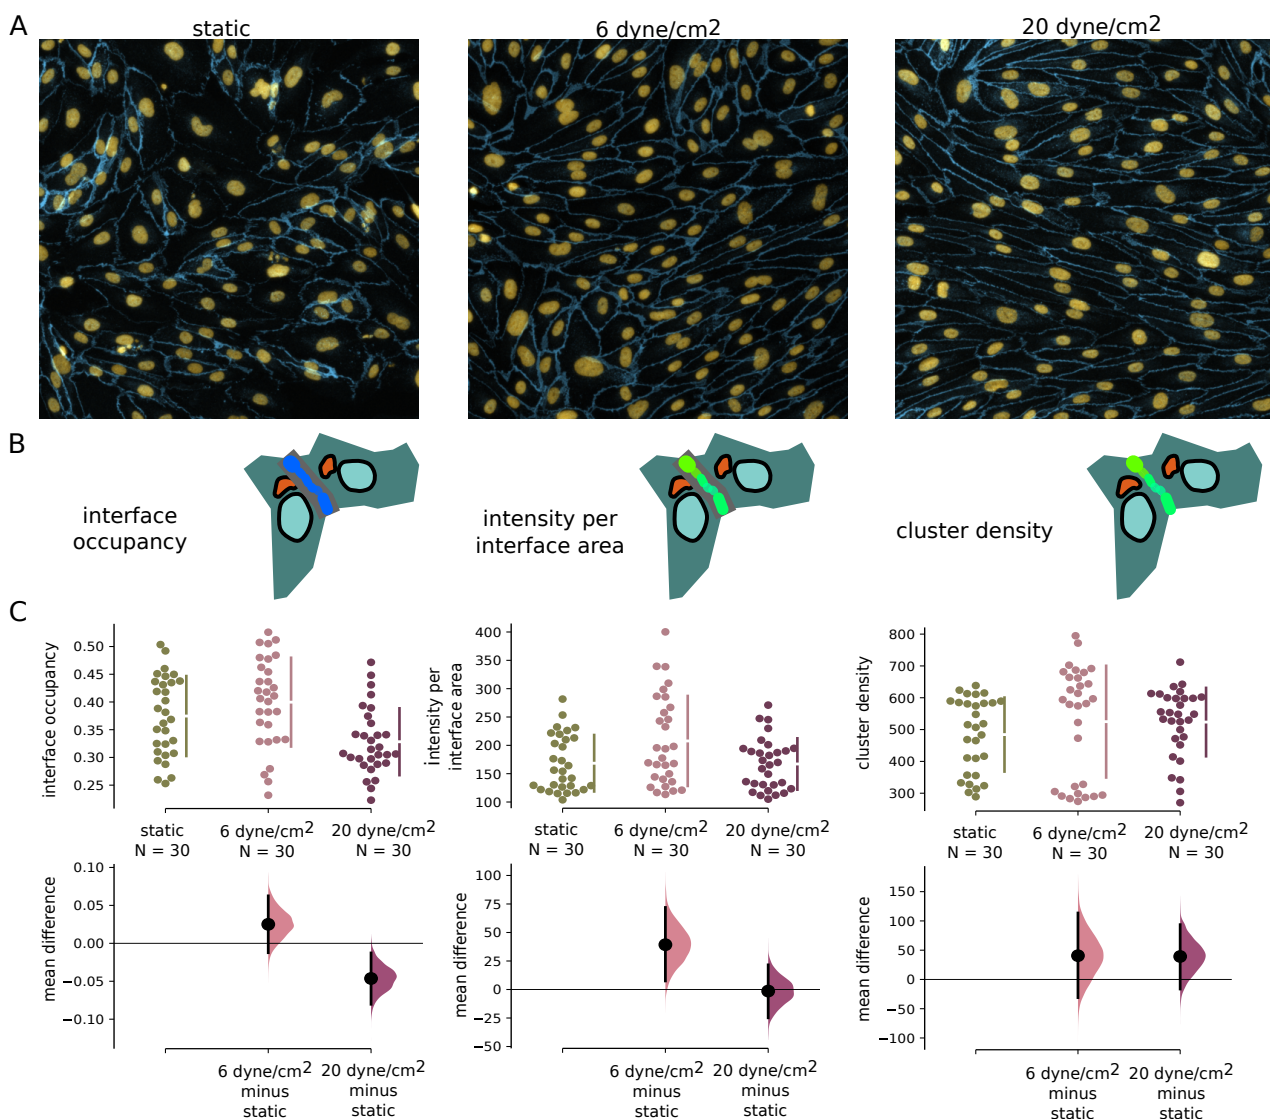 A
static
6 dyne/cm2
20 dyne/cm2
B
interface
occupancy
intensity per
interface area
cluster density
C
interface occupancy
0.50
0.45
0.40
0.35
0.30
0.25
static
N = 30
6 dyne/cm2
N = 30
20 dyne/cm2
N = 30
intensity per
interface area
400
350
300
250
200
150
100
static
N = 30
6 dyne/cm2
N = 30
20 dyne/cm2
N = 30
cluster density
800
700
600
500
400
300
static
N = 30
6 dyne/cm2
N = 30
20 dyne/cm2
N = 30
mean difference
0.10
0.05
0.00
−0.05
−0.10
6 dyne/cm2
minus
static
20 dyne/cm2
minus
static
mean difference
100
75
50
25
0
−25
−50
6 dyne/cm2
minus
static
20 dyne/cm2
minus
static
mean difference
150
100
50
0
−50
−100
6 dyne/cm2
minus
static
20 dyne/cm2
minus
static